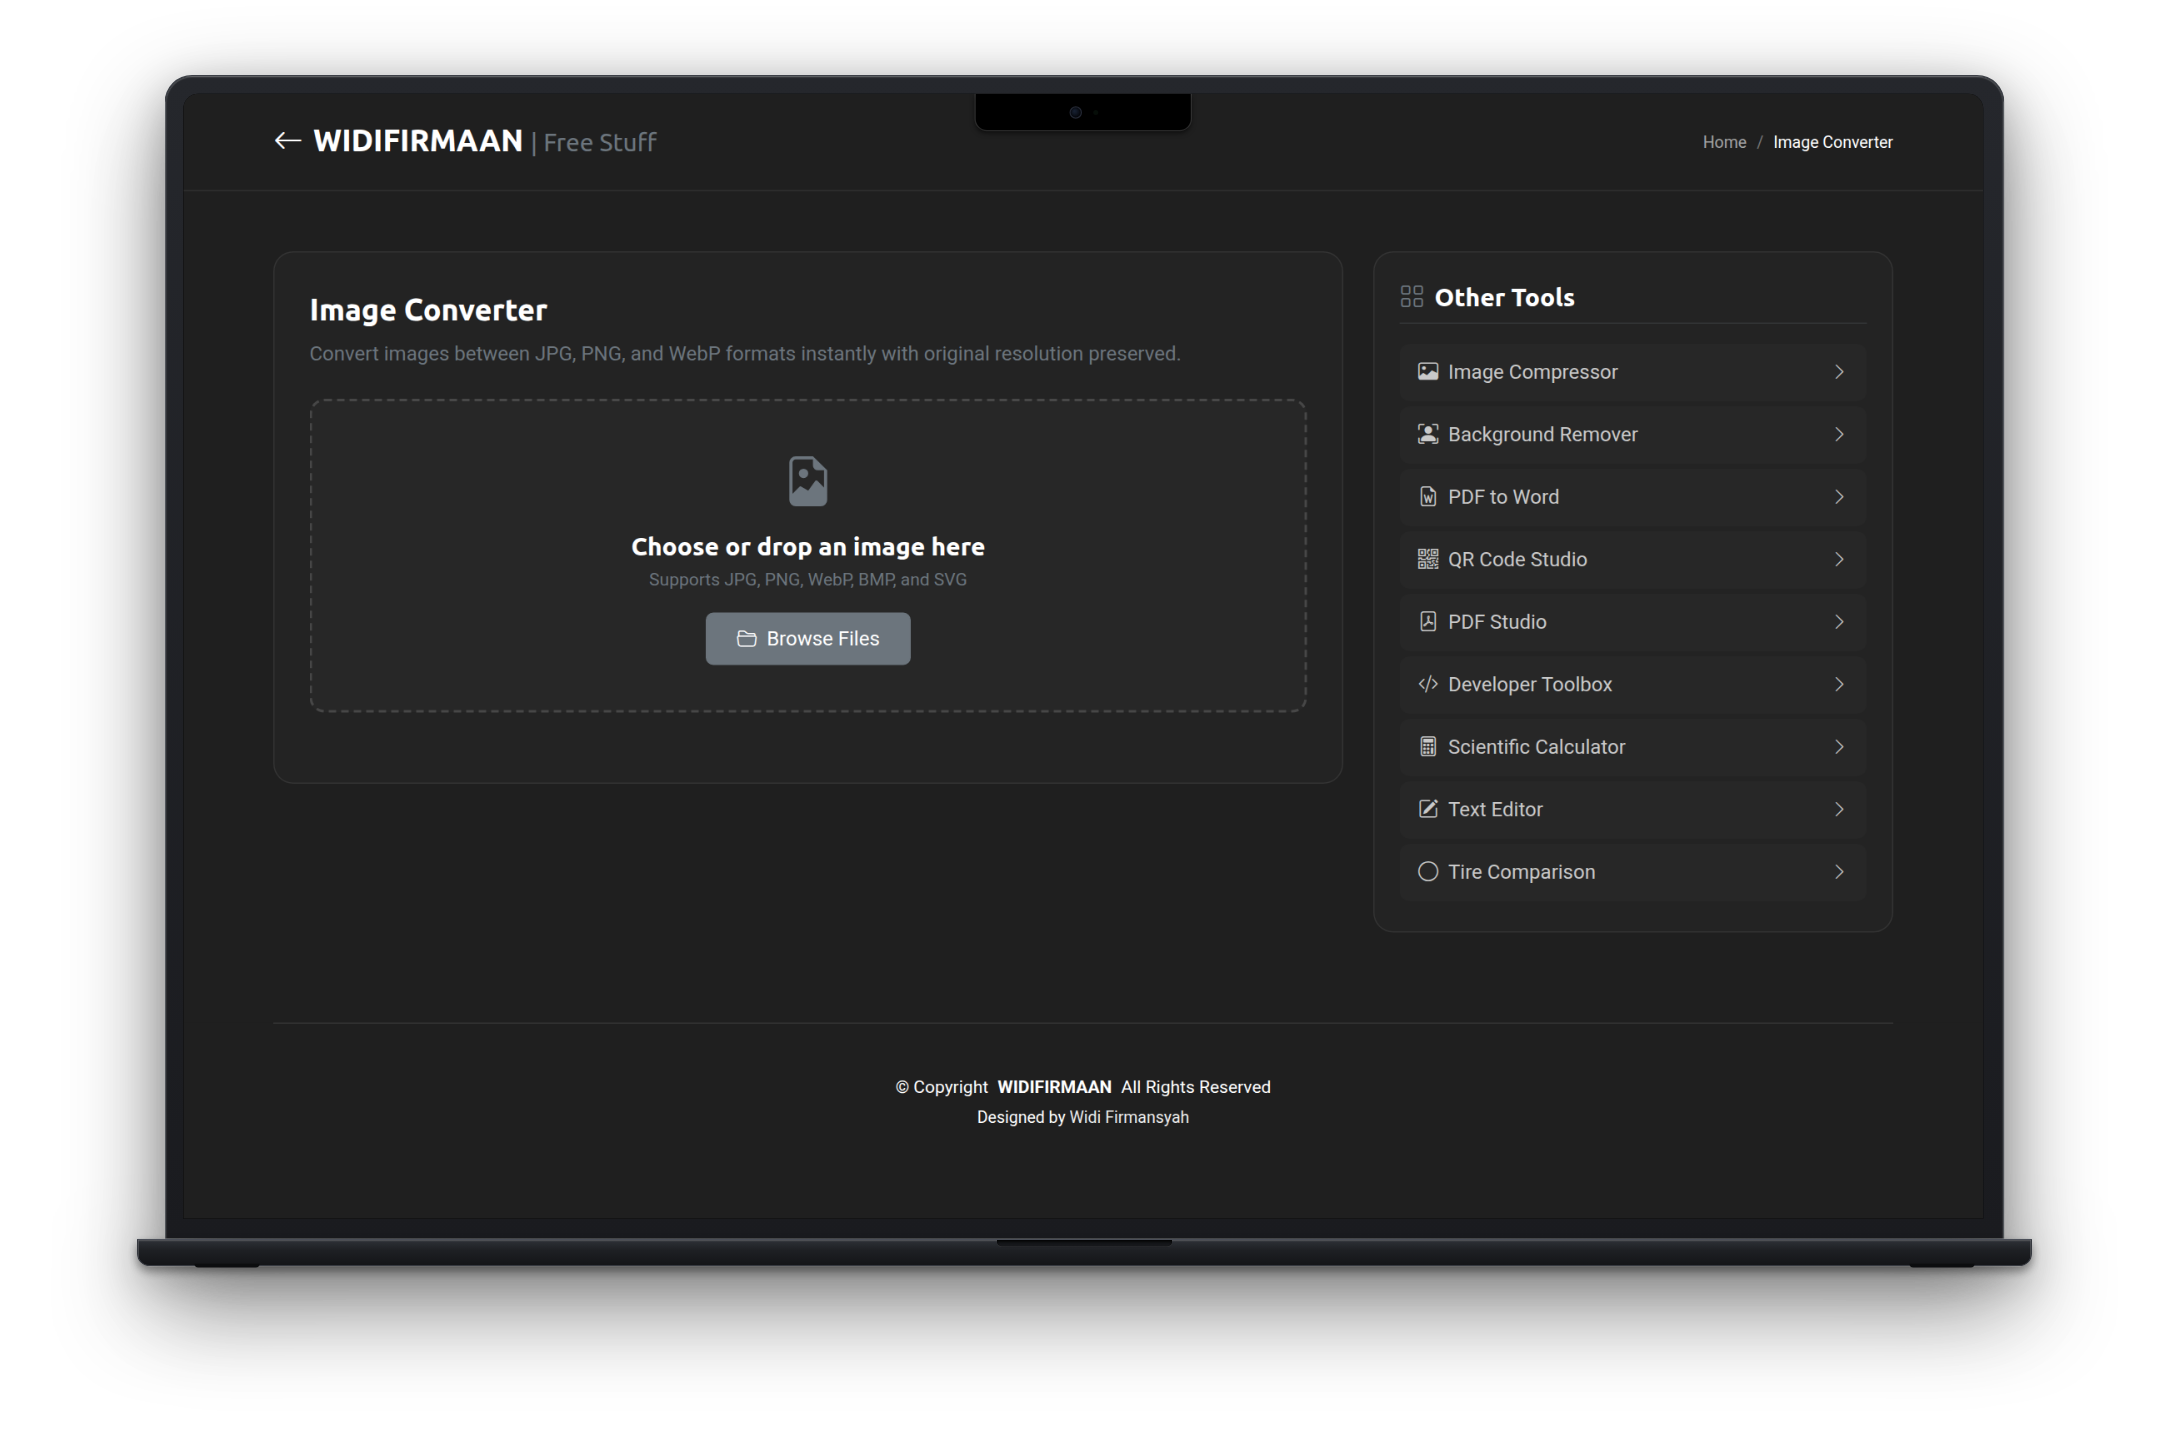 WIDIFIRMAAN | Free Stuff
Home / Image Converter
Image Converter
Convert images between JPG, PNG, and WebP formats instantly with original resolution preserved.
Choose or drop an image here
Supports JPG, PNG, WebP, BMP, and SVG
Browse Files
Other Tools
Image Compressor
Background Remover
PDF to Word
QR Code Studio
PDF Studio
Developer Toolbox
Scientific Calculator
Text Editor
Tire Comparison
© Copyright WIDIFIRMAAN All Rights Reserved
Designed by Widi Firmansyah